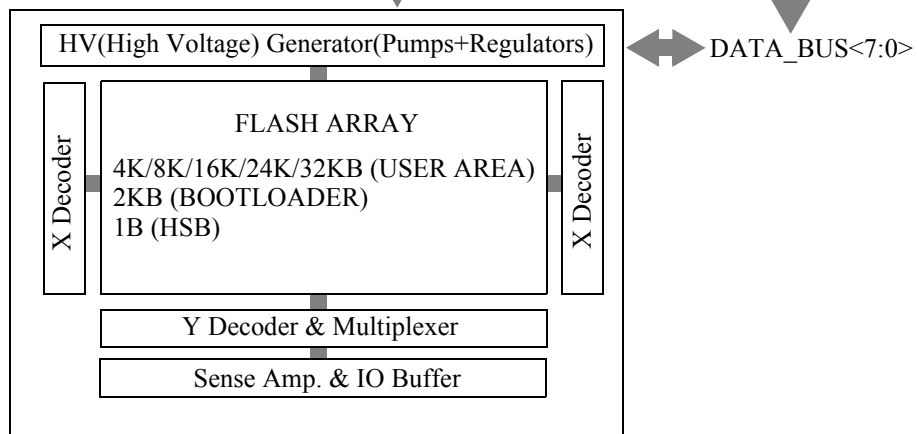 HV(High Voltage) Generator(Pumps+Regulators)
DATA_BUS<7:0>
X Decoder
FLASH ARRAY
4K/8K/16K/24K/32KB (USER AREA)
2KB (BOOTLOADER)
1B (HSB)
X Decoder
Y Decoder & Multiplexer
Sense Amp. & IO Buffer